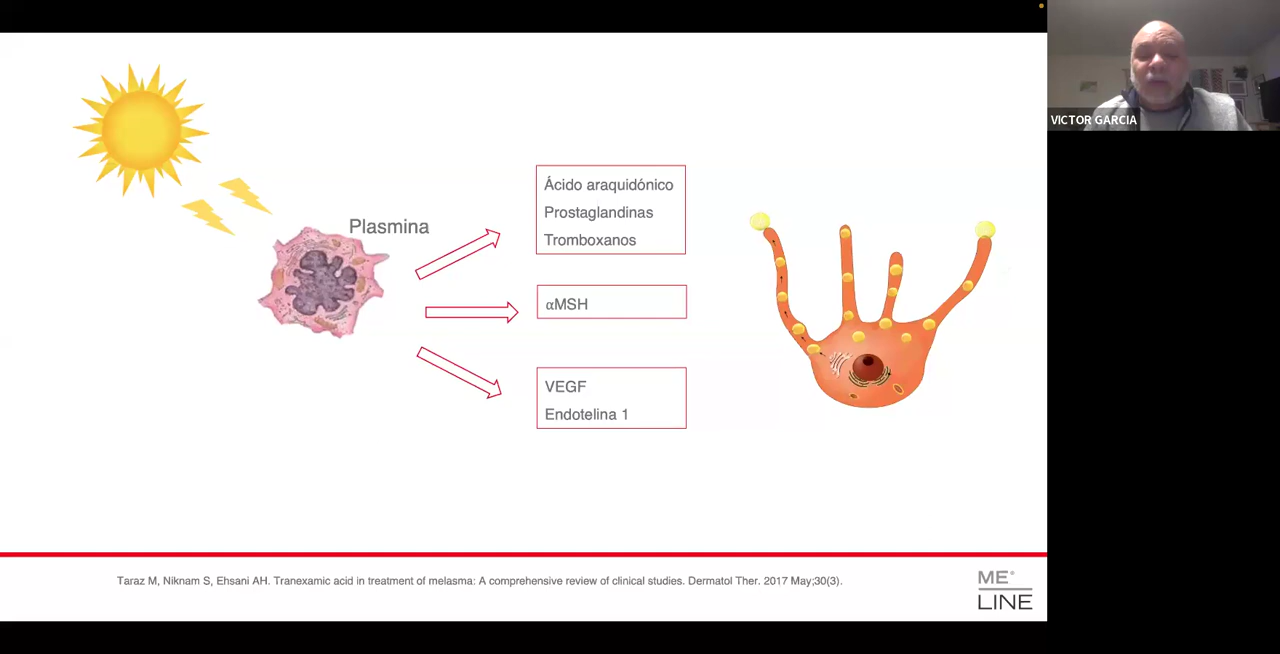 VICTOR GARCIA
Plasmina
Ácido araquidónico
Prostaglandinas
Tromboxanos
αMSH
VEGF
Endotelina 1
Taraz M, Niknam S, Ehsani AH. Tranexamic acid in treatment of melasma: A comprehensive review of clinical studies. Dermatol Ther. 2017 May;30(3).
ME°
LINE